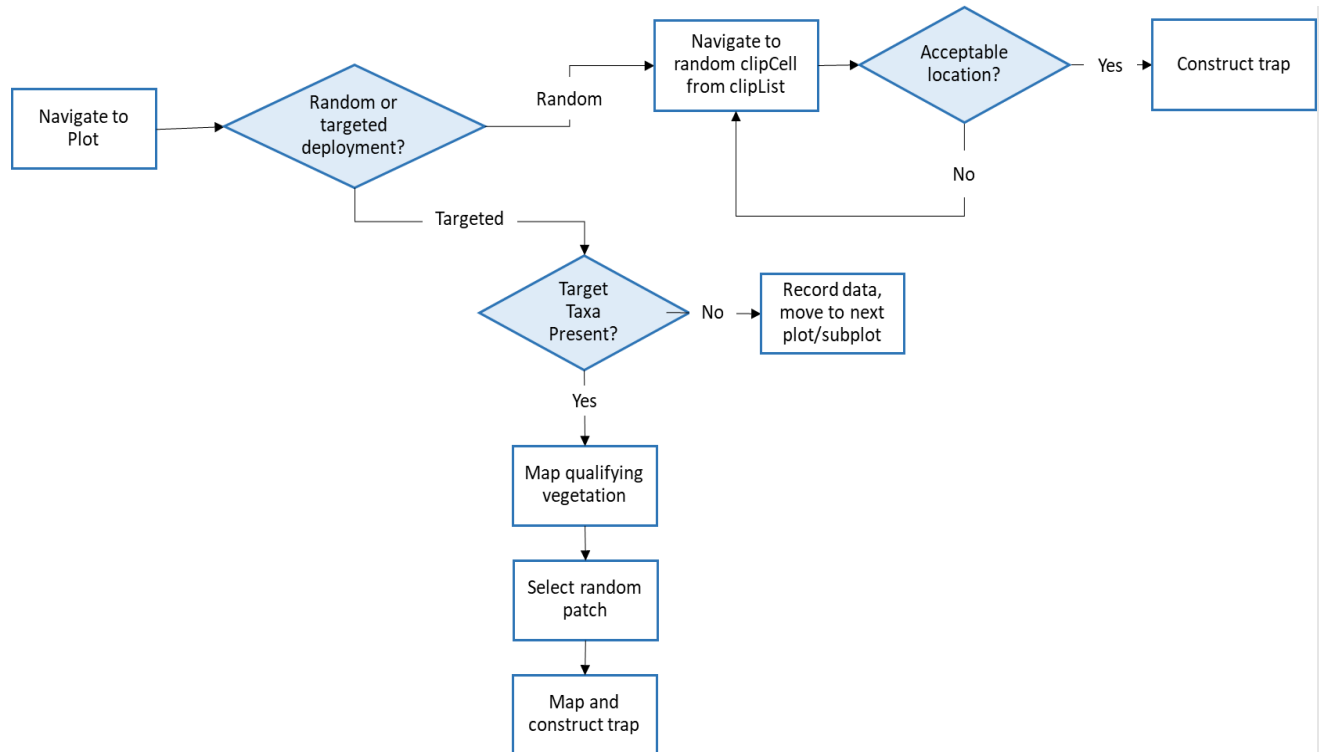 Navigate to
Plot
Random or
targeted
deployment?
Random
Navigate to
random clipCell
from clipList
Acceptable
location?
Yes
Construct trap
No
Targeted
Target
Taxa
Present?
No
Record data,
move to next
plot/subplot
Yes
Map qualifying
vegetation
Select random
patch
Map and
construct trap